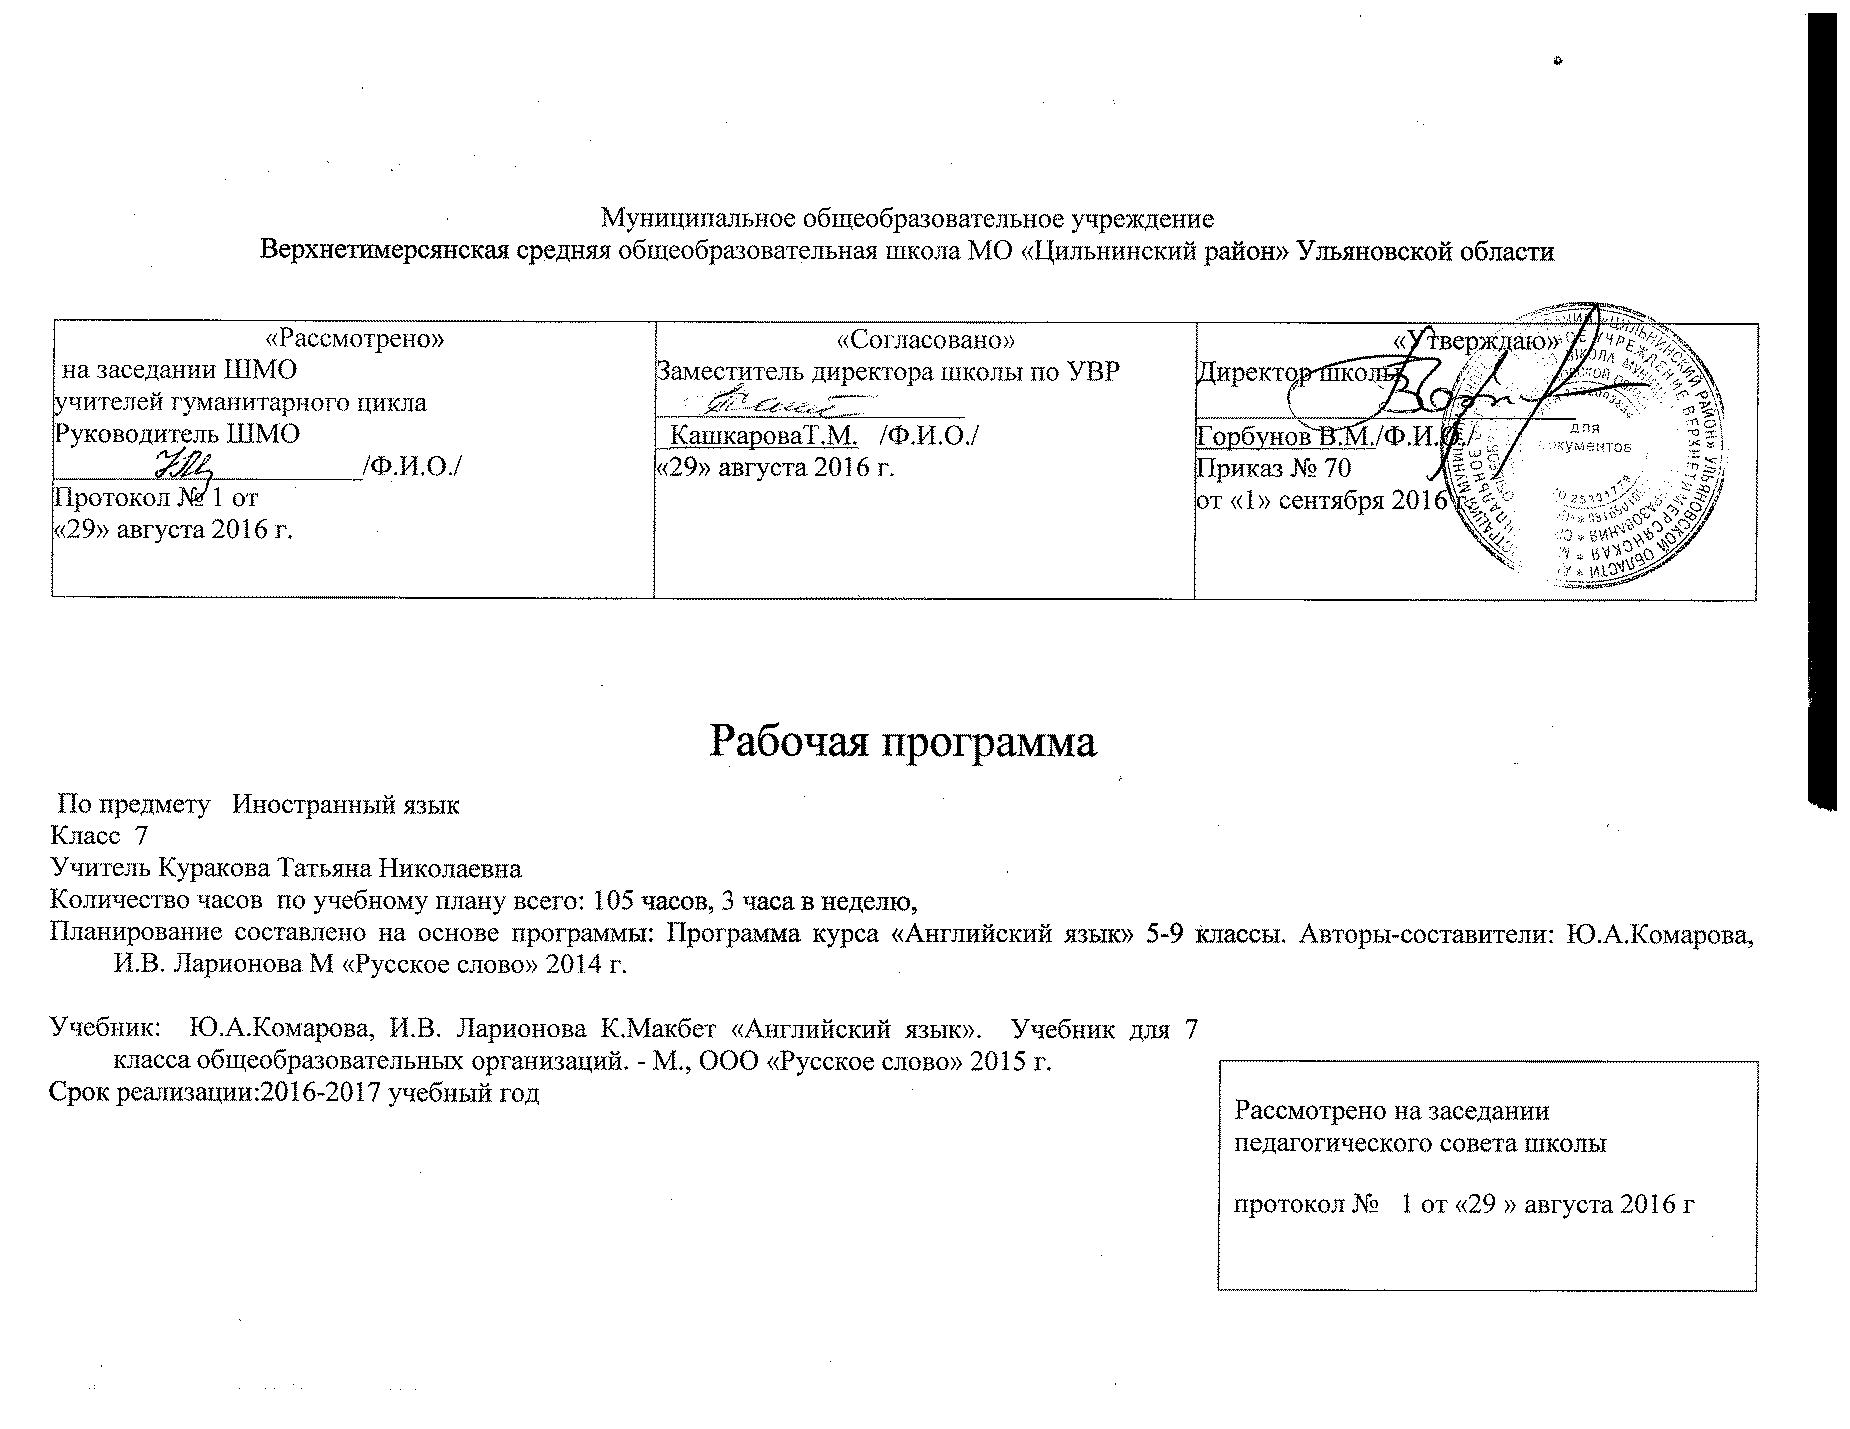 Муниципальное общеобразовательное учреждение
Верхнетимерсянская средняя общеобразовательная школа МО «Цильнинский район» Ульяновской области
«Рассмотрено»
на заседании ШМО
учителей гуманитарного цикла
Руководитель ШМО
/Ф.И.О./
Протокол № 1 от
«29» августа 2016 г.
«Согласовано»
Заместитель директора школы по УВР
КашкароваТ.М. /Ф.И.О./
«29» августа 2016 г.
«Утверждаю»
Директор школы
Горбунов В.М./Ф.И.О./
Приказ № 70
от «1» сентября 2016 г.
для
документов
Рабочая программа
По предмету Иностранный язык
Класс 7
Учитель Куракова Татьяна Николаевна
Количество часов по учебному плану всего: 105 часов, 3 часа в неделю,
Планирование составлено на основе программы: Программа курса «Английский язык» 5-9 классы. Авторы-составители: Ю.А.Комарова,
И.В. Ларионова М «Русское слово» 2014 г.
Учебник: Ю.А.Комарова, И.В. Ларионова К.Макбет «Английский язык». Учебник для 7
класса общеобразовательных организаций. - М., ООО «Русское слово» 2015 г.
Срок реализации:2016-2017 учебный год
Рассмотрено на заседании
педагогического совета школы
протокол № 1 от «29 » августа 2016 г